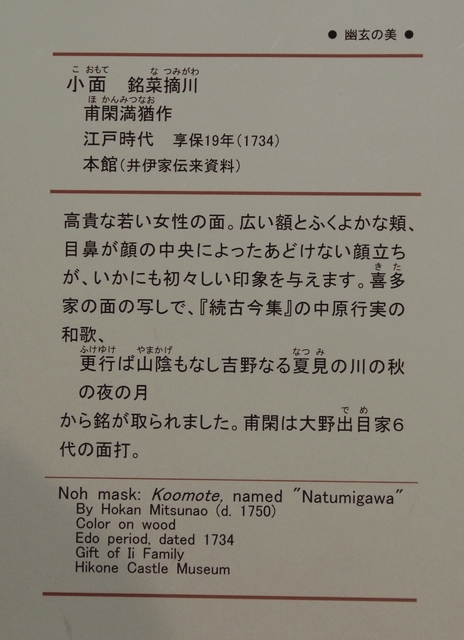 ● 幽玄の美 ●
こおもて なつみがわ
小面 銘菜摘川
ほかんみつなお
甫閑満猶作
江戸時代 享保19年(1734)
本館(井伊家伝来資料)
高貴な若い女性の面。広い額とふくよかな頬、
目鼻が顔の中央によったあどけない顔立ち
きた
が、いかにも初々しい印象を与えます。喜多
家の面の写しで、『続古今集』の中原行実の
和歌、
ふけゆけ やまかげ なつみ
更行ば山陰もなし吉野なる夏見の川の秋
の夜の月
でめ
から銘が取られました。甫閑は大野出目家6
代の面打。
Noh mask: Koomote, named "Natumigawa"
By Hokan Mitsunao (d. 1750)
Color on wood
Edo period, dated 1734
Gift of Ii Family
Hikone Castle Museum